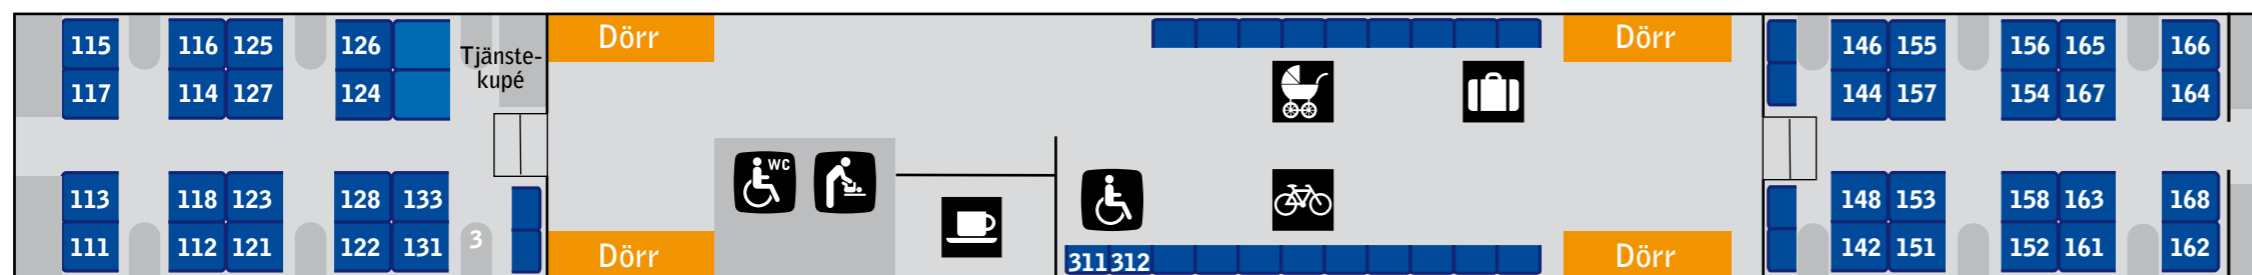 115 116 125 126 Tjänste- Dörr Dörr 146 155 156 165 166
117 114 127 124 kupé 144 157 154 167 164
WC
113 118 123 128 133 148 153 158 163 168
111 112 121 122 131 3 Dörr 311 312 Dörr 142 151 152 161 162